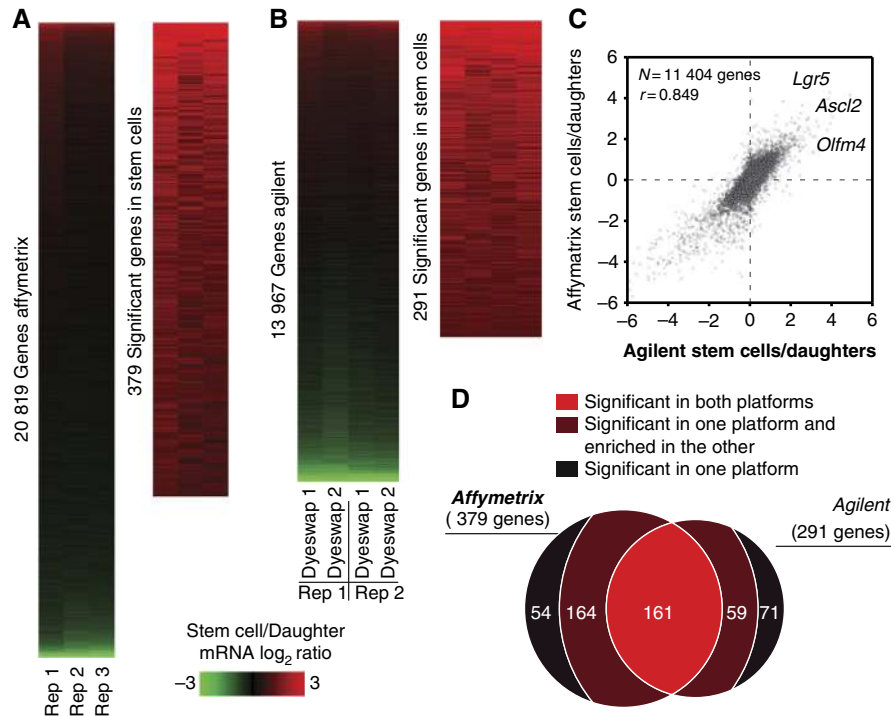 A
20 819 Genes affymetrix
Rep 1
Rep 2
Rep 3
379 Significant genes in stem cells
B
13 967 Genes agilent
Dyeswap 1
Dyeswap 2
Dyeswap 1
Dyeswap 2
Rep 1
Rep 2
291 Significant genes in stem cells
Stem cell/Daughter
mRNA log2 ratio
−3
3
C
Affymatrix stem cells/daughters
6
4
2
0
−2
−4
−6
N = 11 404 genes
r = 0.849
Lgr5
Ascl2
Olfm4
−6 −4 −2 0 2 4 6
Agilent stem cells/daughters
D
Significant in both platforms
Significant in one platform and
enriched in the other
Significant in one platform
Affymetrix
( 379 genes)
Agilent
(291 genes)
54 164 161 59 71